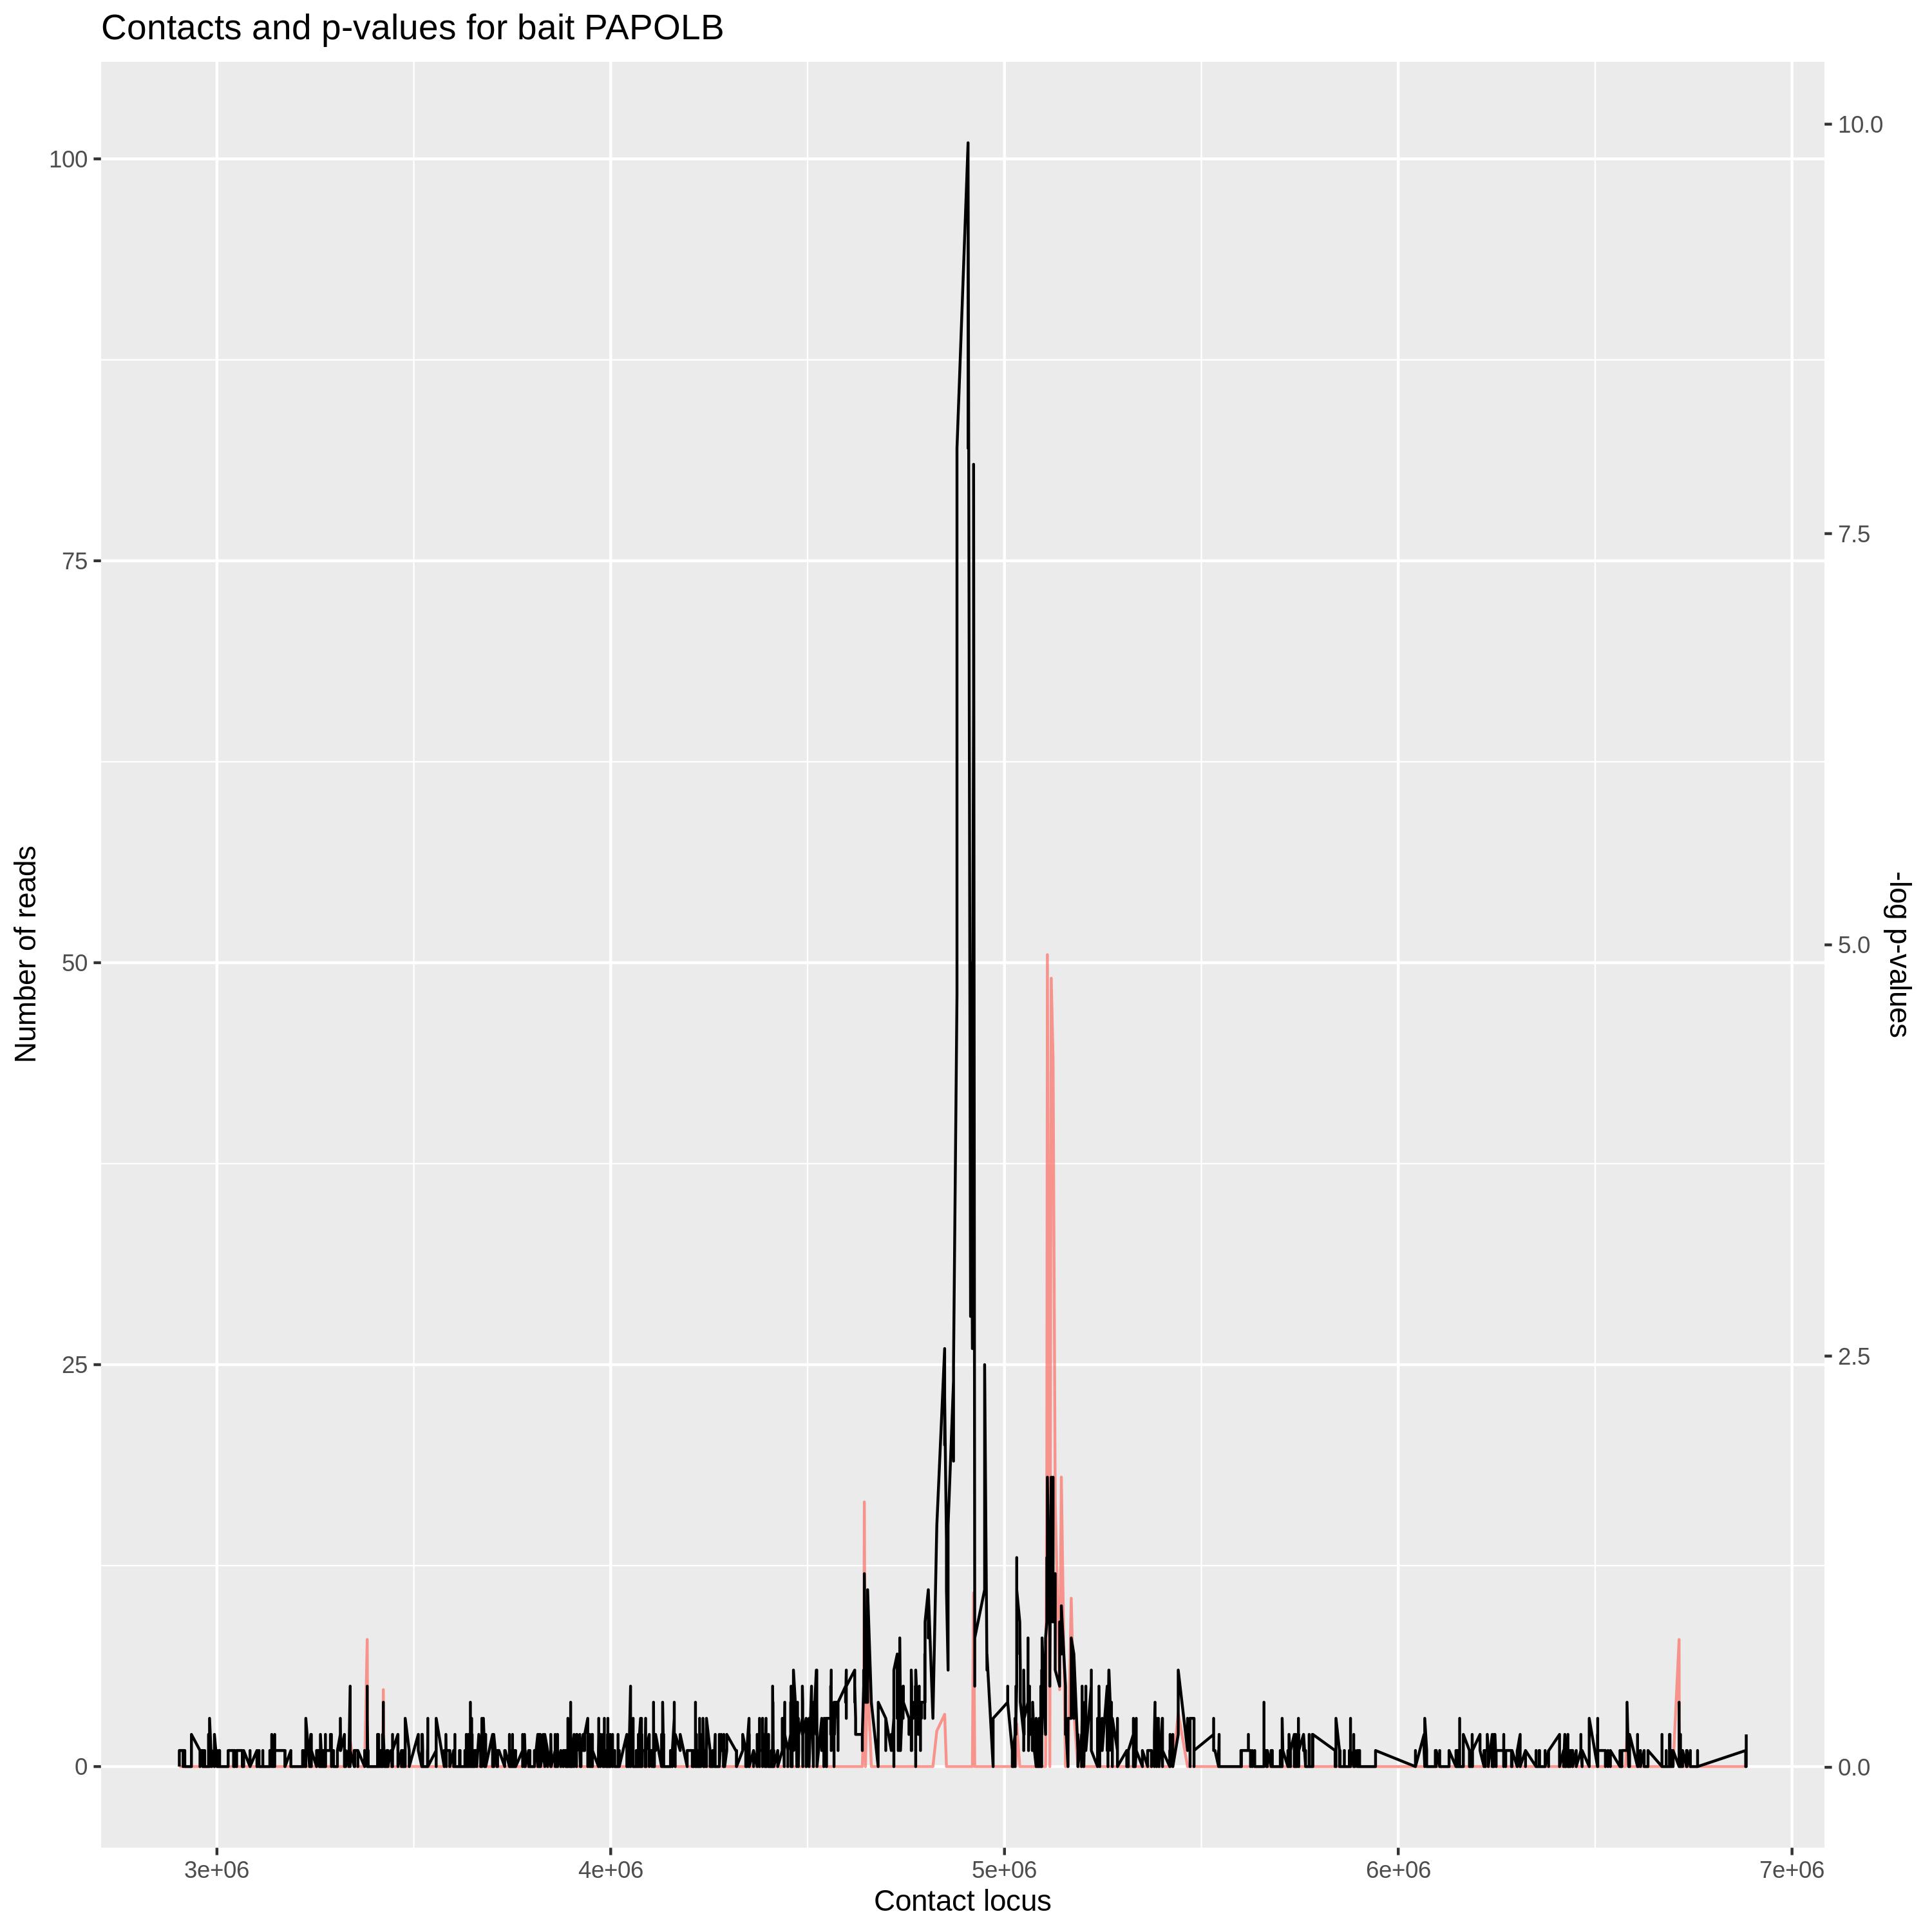 Contacts and p-values for bait PAPOLB
100
75
50
25
0
Number of reads
10.0
7.5
5.0
2.5
0.0
-log p-values
3e+06
4e+06
5e+06
6e+06
7e+06
Contact locus